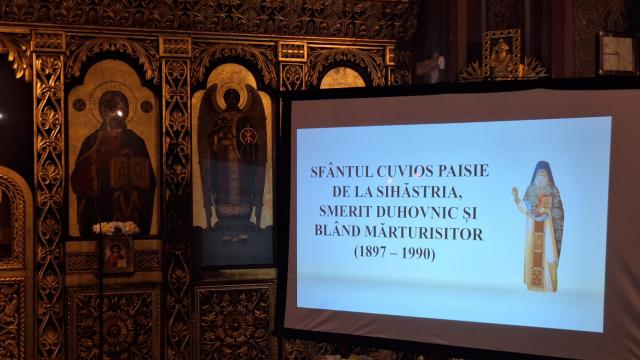 SFÂNTUL CUVIOS PAISIE
DE LA SIHĂSTRIA,
SMERIT DUHOVNIC ȘI
BLÂND MĂRTURISITOR
(1897 – 1990)